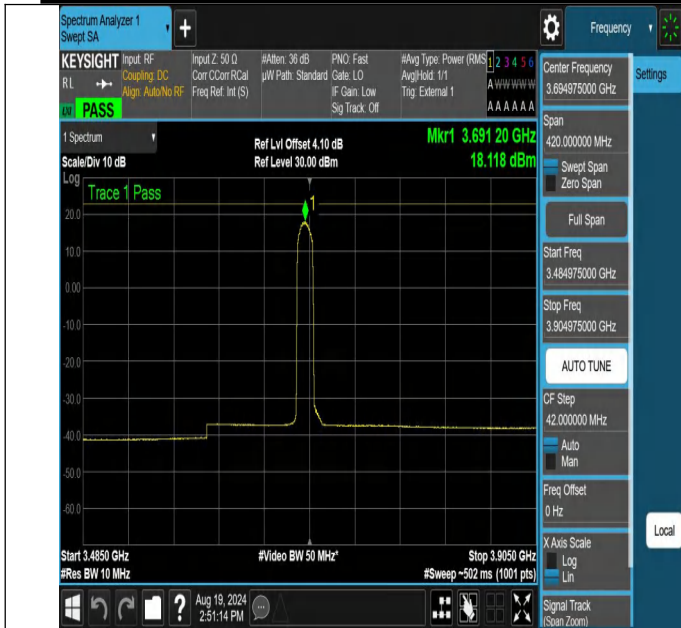 Spectrum Analyzer 1
Swept SA
+
Frequency
KEYSIGHT
RL
PASS
Input: RF
Coupling: DC
Align: Auto/No RF
Input Z: 50 Ω
Corr CCorr RCal
Freq Ref: Int (S)
#Atten: 36 dB
µW Path: Standard
PNO: Fast
Gate: LO
IF Gain: Low
Sig Track: Off
#Avg Type: Power (RMS
Avg|Hold: 1/1
Trig: External 1
1 2 3 4 5 6
A W W W W W
A A A A A A
1 Spectrum
Scale/Div 10 dB
Ref Lvl Offset 4.10 dB
Ref Level 30.00 dBm
Mkr1 3.691 20 GHz
18.118 dBm
Log
Trace 1 Pass
1
20.0
10.0
0.00
-10.0
-20.0
-30.0
-40.0
-50.0
-60.0
Start 3.4850 GHz
#Res BW 10 MHz
#Video BW 50 MHz*
Stop 3.9050 GHz
#Sweep ~502 ms (1001 pts)
?
Aug 19, 2024
2:51:14 PM
Center Frequency
3.694975000 GHz
Span
420.000000 MHz
Swept Span
Zero Span
Full Span
Start Freq
3.484975000 GHz
Stop Freq
3.904975000 GHz
AUTO TUNE
CF Step
42.000000 MHz
Auto
Man
Freq Offset
0 Hz
X Axis Scale
Log
Lin
Signal Track
(Span Zoom)
Settings
Local